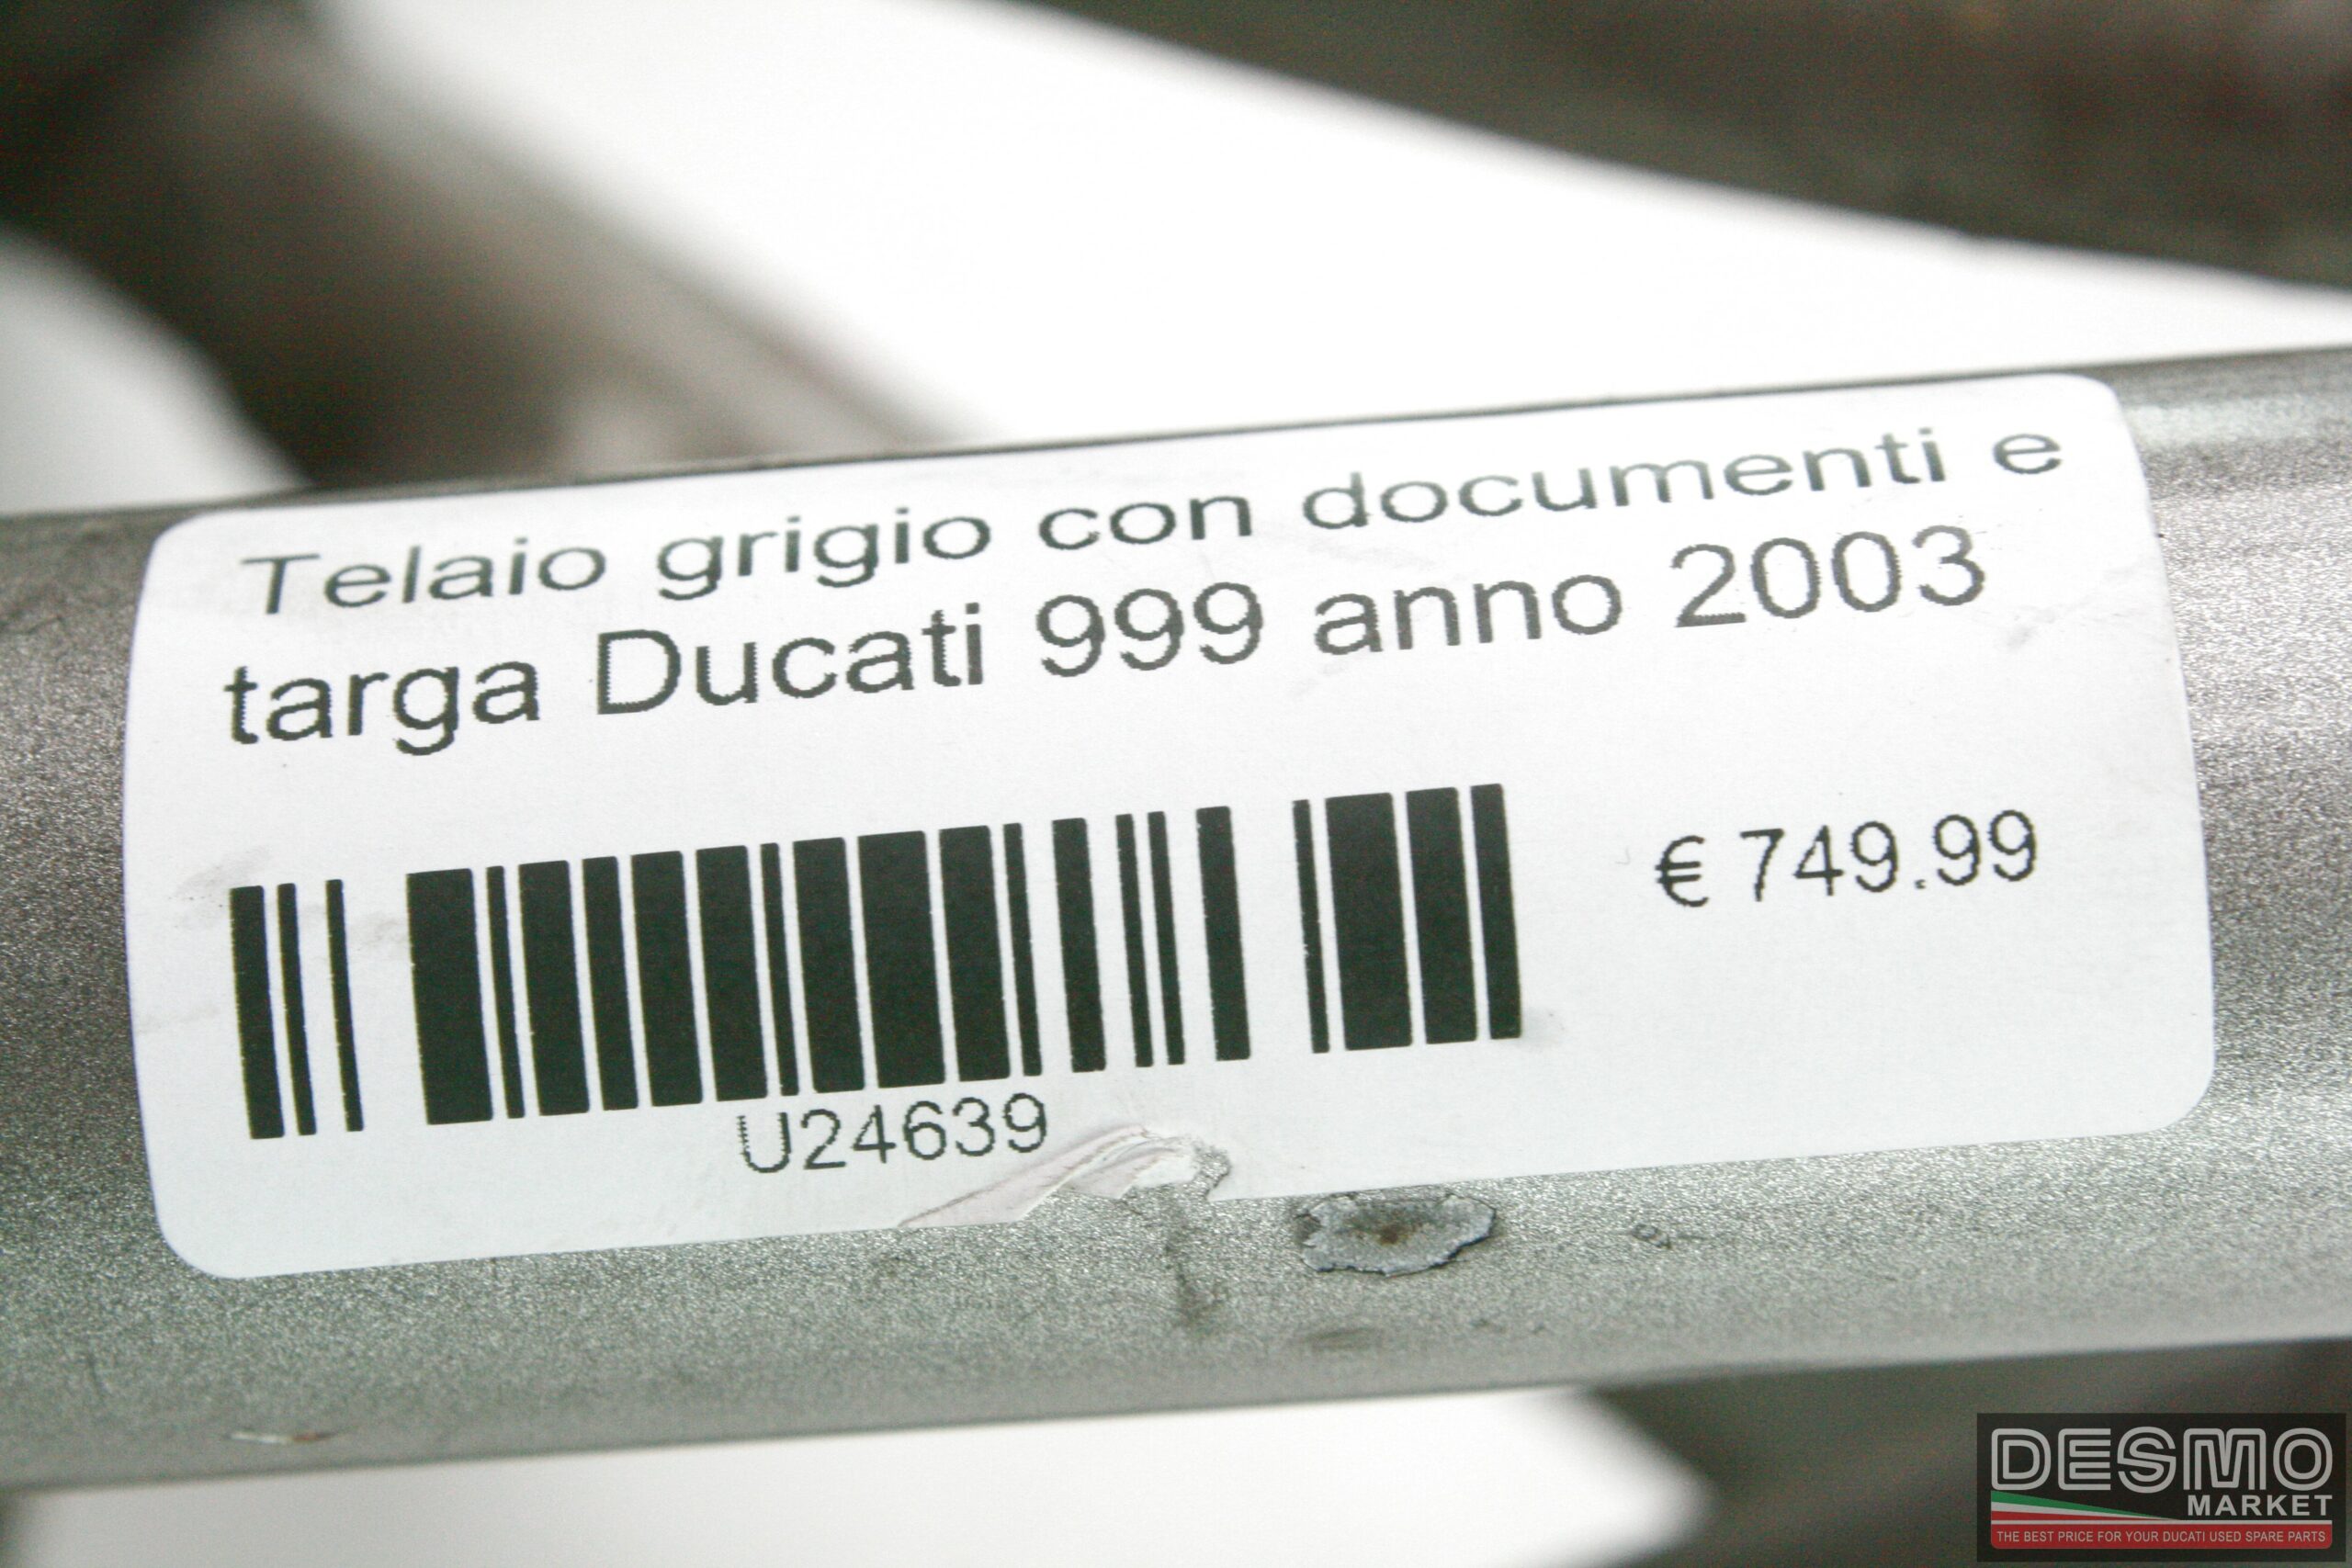 Telaio grigio con documenti e
targa Ducati 999 anno 2003
€ 749.99
U24639
DESMO
MARKET
THE BEST PRICE FOR YOUR DUCATI USED SPARE PARTS